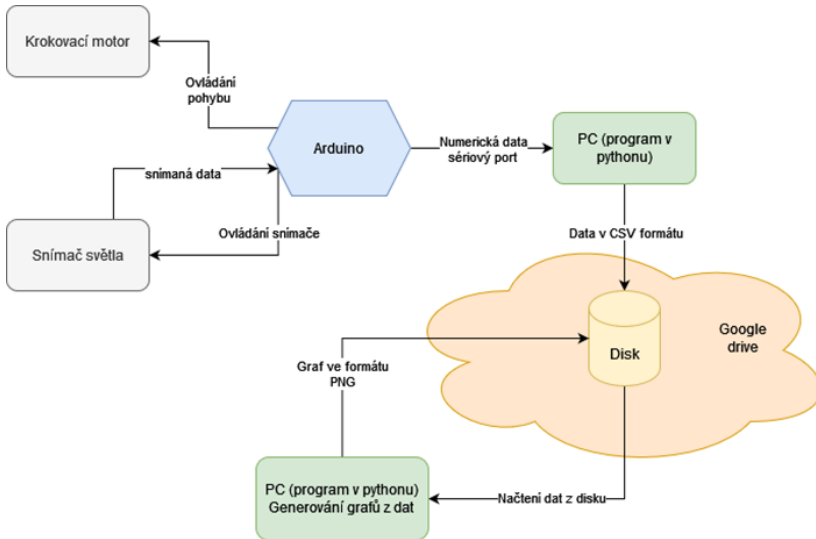 Krokovací motor
Ovládání
pohybu
Arduino
Numerická data
sériový port
PC (program v
pythonu)
snímaná data
Ovládání snímače
Snímač světla
Data v CSV formátu
Google
drive
Disk
Graf ve formátu
PNG
PC (program v pythonu)
Generování grafů z dat
Načtení dat z disku